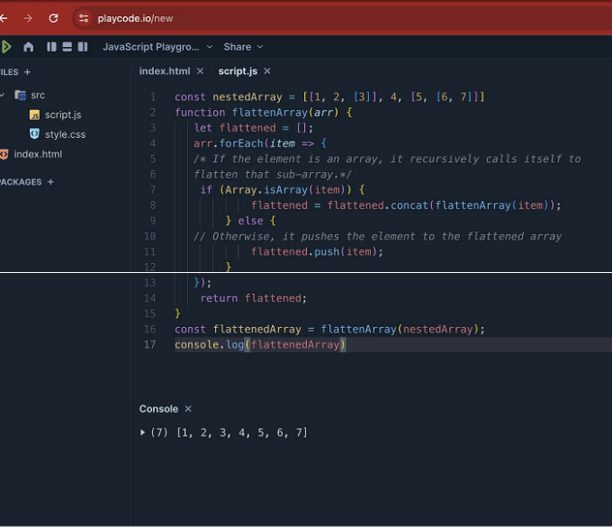 playcode.io/new
JavaScript Playgro... Share
ILES +
index.html × script.js ×
src
script.js
style.css
index.html
PACKAGES +
1 const nestedArray = [[1, 2, [3]], 4, [5, [6, 7]]]
2 function flattenArray(arr) {
3 let flattened = [];
4 arr.forEach(item => {
5 /* If the element is an array, it recursively calls itself to
6 flatten that sub-array.*/
7 if (Array.isArray(item)) {
8 flattened = flattened.concat(flattenArray(item));
9 } else {
10 // Otherwise, it pushes the element to the flattened array
11 flattened.push(item);
12 }
13 });
14 return flattened;
15 }
16 const flattenedArray = flattenArray(nestedArray);
17 console.log(flattenedArray)
Console ×
(7) [1, 2, 3, 4, 5, 6, 7]